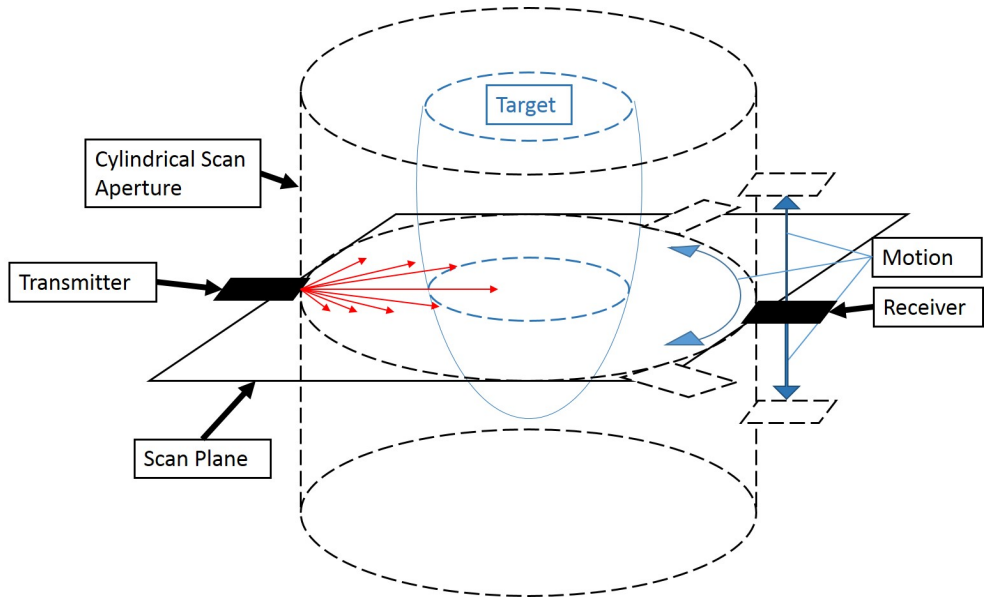 Target
Cylindrical Scan
Aperture
Transmitter
Motion
Receiver
Scan Plane